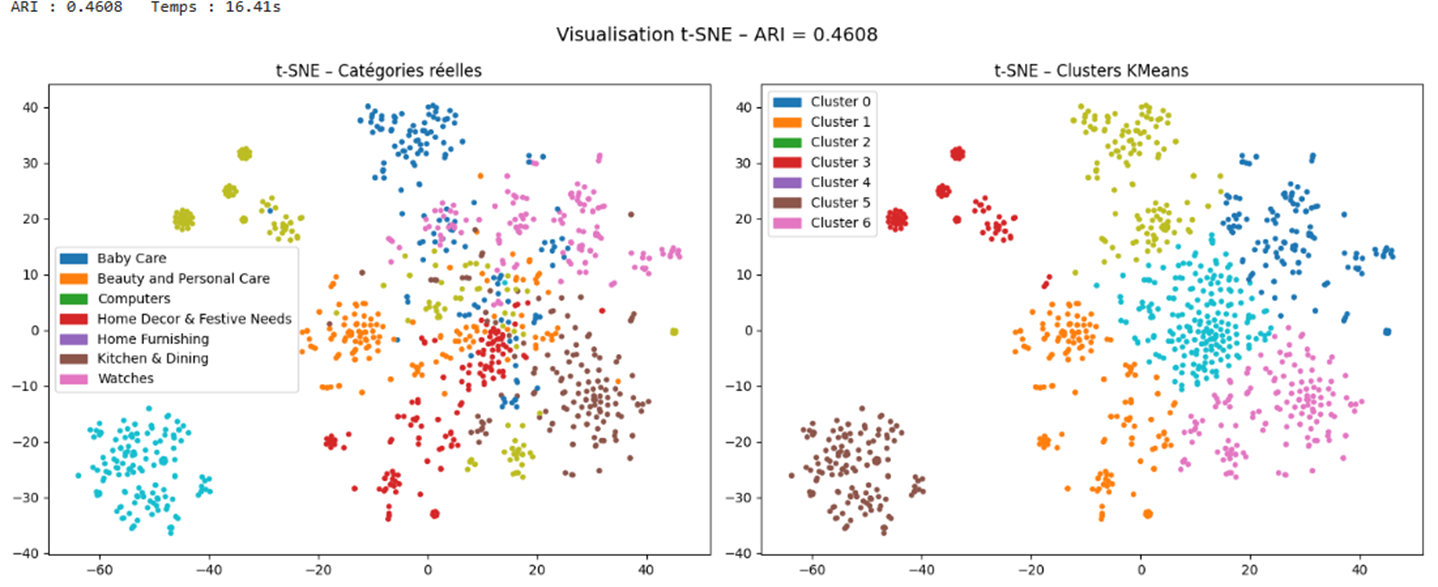 ARI : 0.4608   Temps : 16.41s
Visualisation t-SNE – ARI = 0.4608
t-SNE – Catégories réelles
40
30
20
10
0
−10
−20
−30
−40
−60
−40
−20
0
20
40
Baby Care
Beauty and Personal Care
Computers
Home Decor & Festive Needs
Home Furnishing
Kitchen & Dining
Watches
t-SNE – Clusters KMeans
40
30
20
10
0
−10
−20
−30
−40
−60
−40
−20
0
20
40
Cluster 0
Cluster 1
Cluster 2
Cluster 3
Cluster 4
Cluster 5
Cluster 6